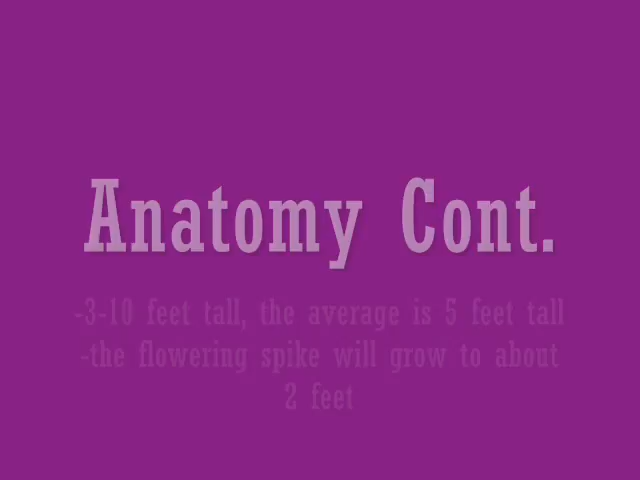 Anatomy Cont.
-3-10 feet tall, the average is 5 feet tall
-the flowering spike will grow to about
2 feet